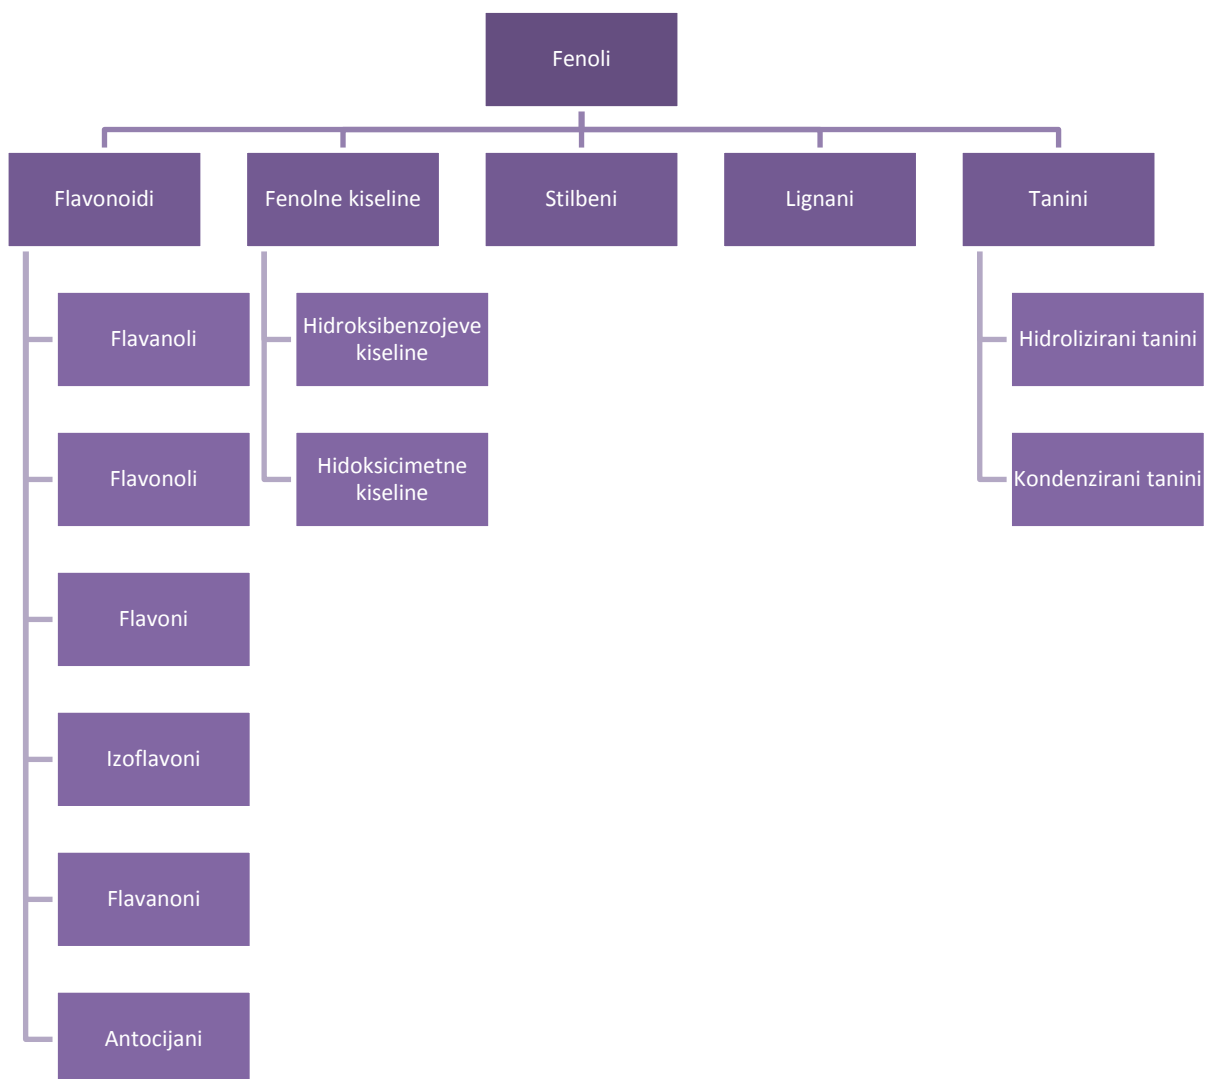 Fenoli
Flavonoidi
Fenolne kiseline
Stilbeni
Lignani
Tanini
Flavanoli
Hidroksibenzojeve
kiseline
Hidrolizirani tanini
Flavonoli
Hidoksicimetne
kiseline
Kondenzirani tanini
Flavoni
Izoflavoni
Flavanoni
Antocijani